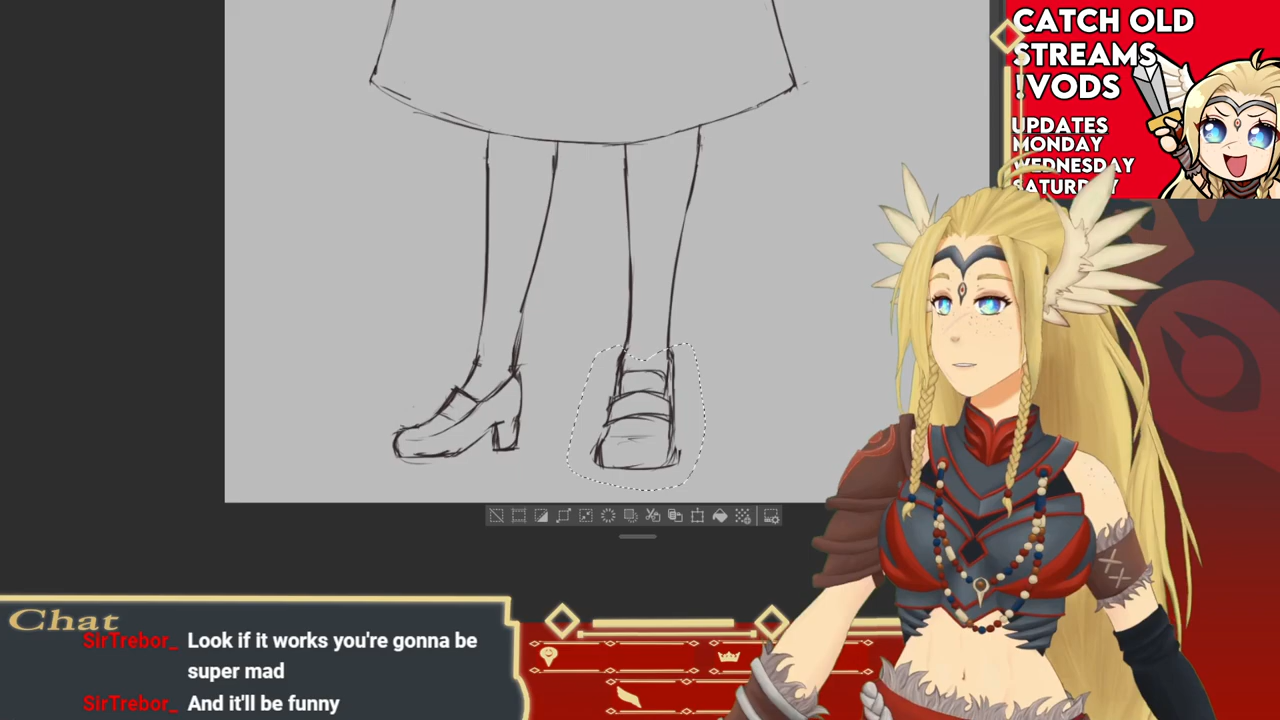 CATCH OLD
STREAMS
!VODS
UPDATES
MONDAY
WEDNESDAY
SATURDAY
Chat
SirTrebor_ Look if it works you're gonna be
super mad
SirTrebor_ And it'll be funny